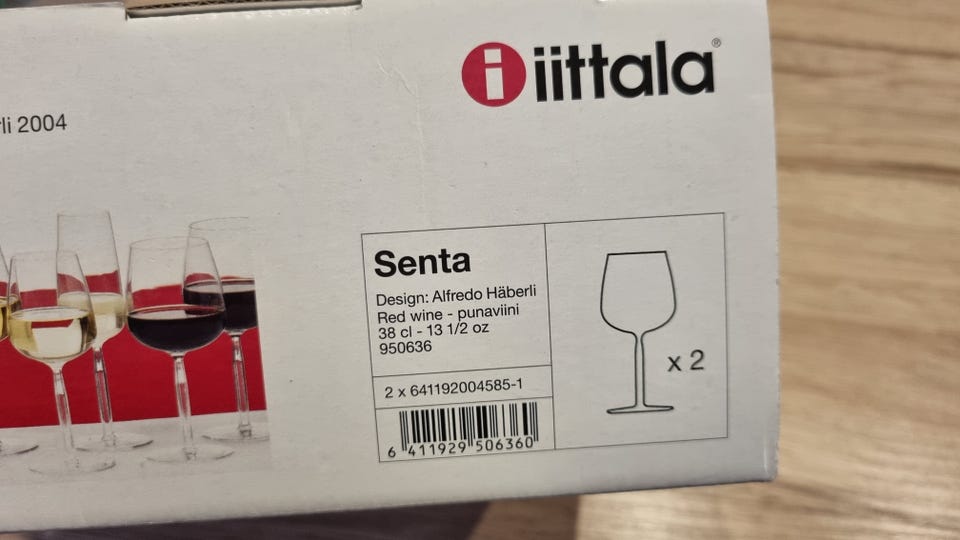 iittala®
li 2004
Senta
Design: Alfredo Häberli
Red wine - punaviini
38 cl - 13 1/2 oz
950636
x 2
2 x 641192004585-1
6 411929 506360